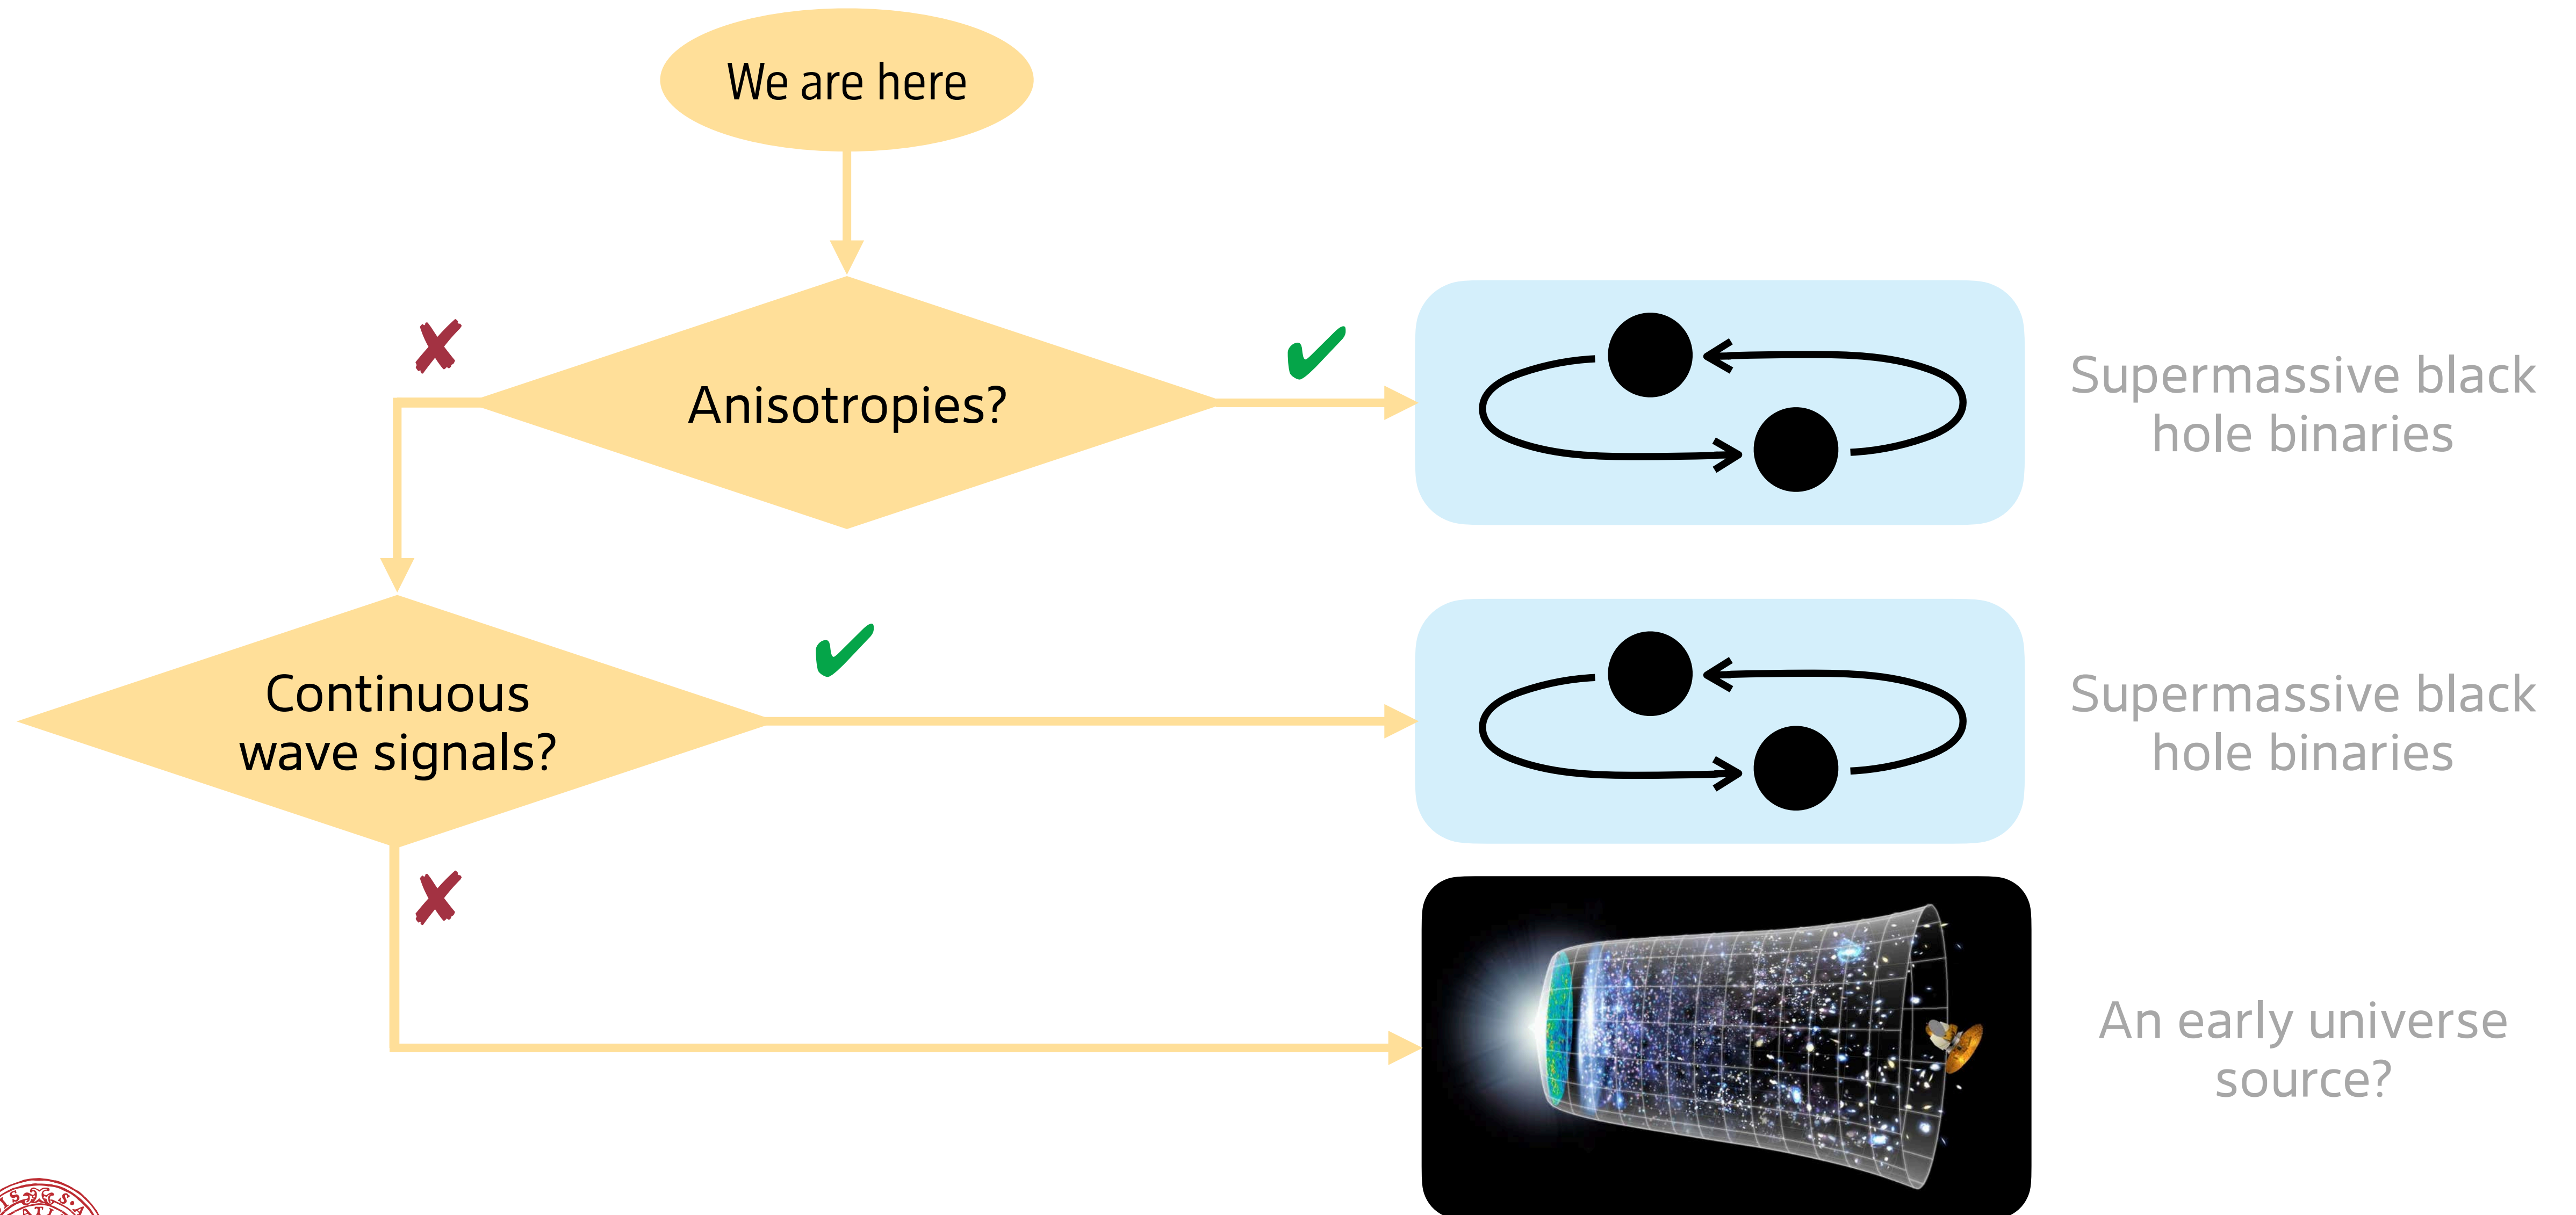 We are here
Anisotropies?
Supermassive black
hole binaries
Continuous
wave signals?
Supermassive black
hole binaries
An early universe
source?